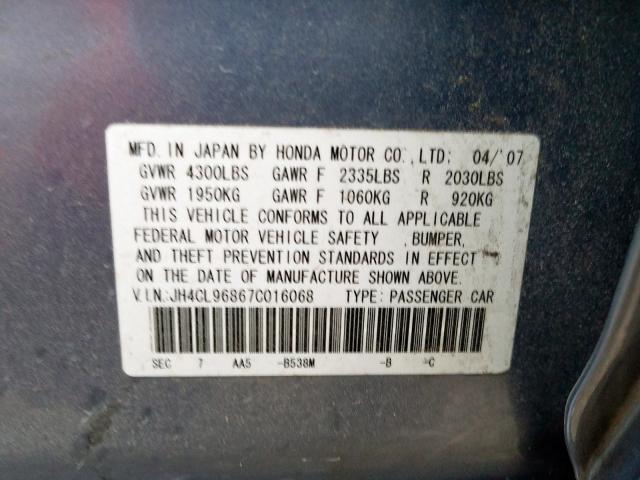 MFD. IN JAPAN BY HONDA MOTOR CO., LTD: 04/'07
GVWR 4300LBS GAWR F 2335LBS R 2030LBS
GVWR 1950KG GAWR F 1060KG R 920KG
THIS VEHICLE CONFORMS TO ALL APPLICABLE
FEDERAL MOTOR VEHICLE SAFETY , BUMPER,
AND THEFT PREVENTION STANDARDS IN EFFECT
ON THE DATE OF MANUFACTURE SHOWN ABOVE.
V.I.N.:JH4CL96867C016068 TYPE: PASSENGER CAR
SEC 7 AA5 -B538M -B -C